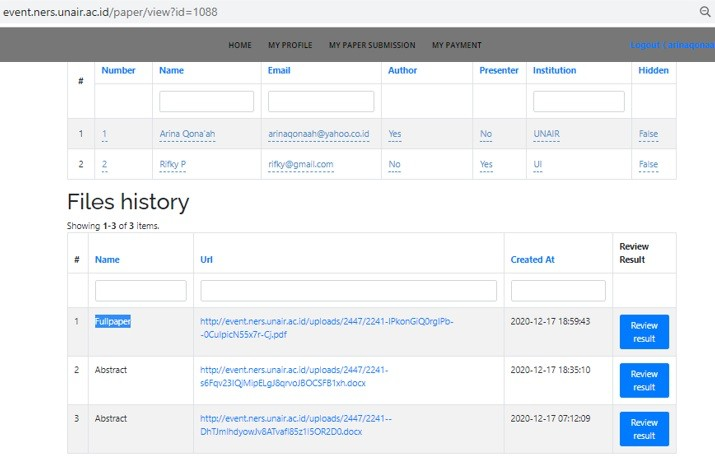 event.ners.unair.ac.id/paper/view?id=1088
HOME MY PROFILE MY PAPER SUBMISSION MY PAYMENT Logout (arinaqonaa
# Number Name Email Author Presenter Institution Hidden
1 1 Arina Qona'ah arinaqonaah@yahoo.co.id Yes No UNAIR False
2 2 Rifky P rifky@gmail.com No Yes UI False
Files history
Showing 1-3 of 3 items.
# Name Url Created At Review
Result
1 Fullpaper http://event.ners.unair.ac.id/uploads/2447/2241-IPkonGiQ0rgIPb- 2020-12-17 18:59:43 Review
-0CuIpicN55x7r-Cj.pdf result
2 Abstract http://event.ners.unair.ac.id/uploads/2447/2241- 2020-12-17 18:35:10 Review
s6Fqv23IQjMipELgJ8qrvoJBOCSFB1xh.docx result
3 Abstract http://event.ners.unair.ac.id/uploads/2447/2241-- 2020-12-17 07:12:09 Review
DhTJmIhdyowJv8ATvafl85z1I5OR2D0.docx result